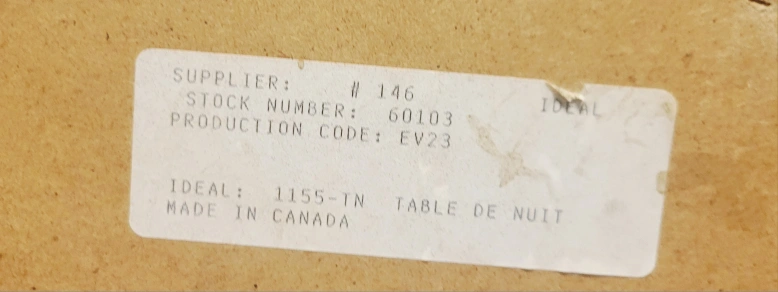 SUPPLIER: # 146 IDEAL
STOCK NUMBER: 60103
PRODUCTION CODE: EV23
IDEAL: 1155-TN TABLE DE NUIT
MADE IN CANADA